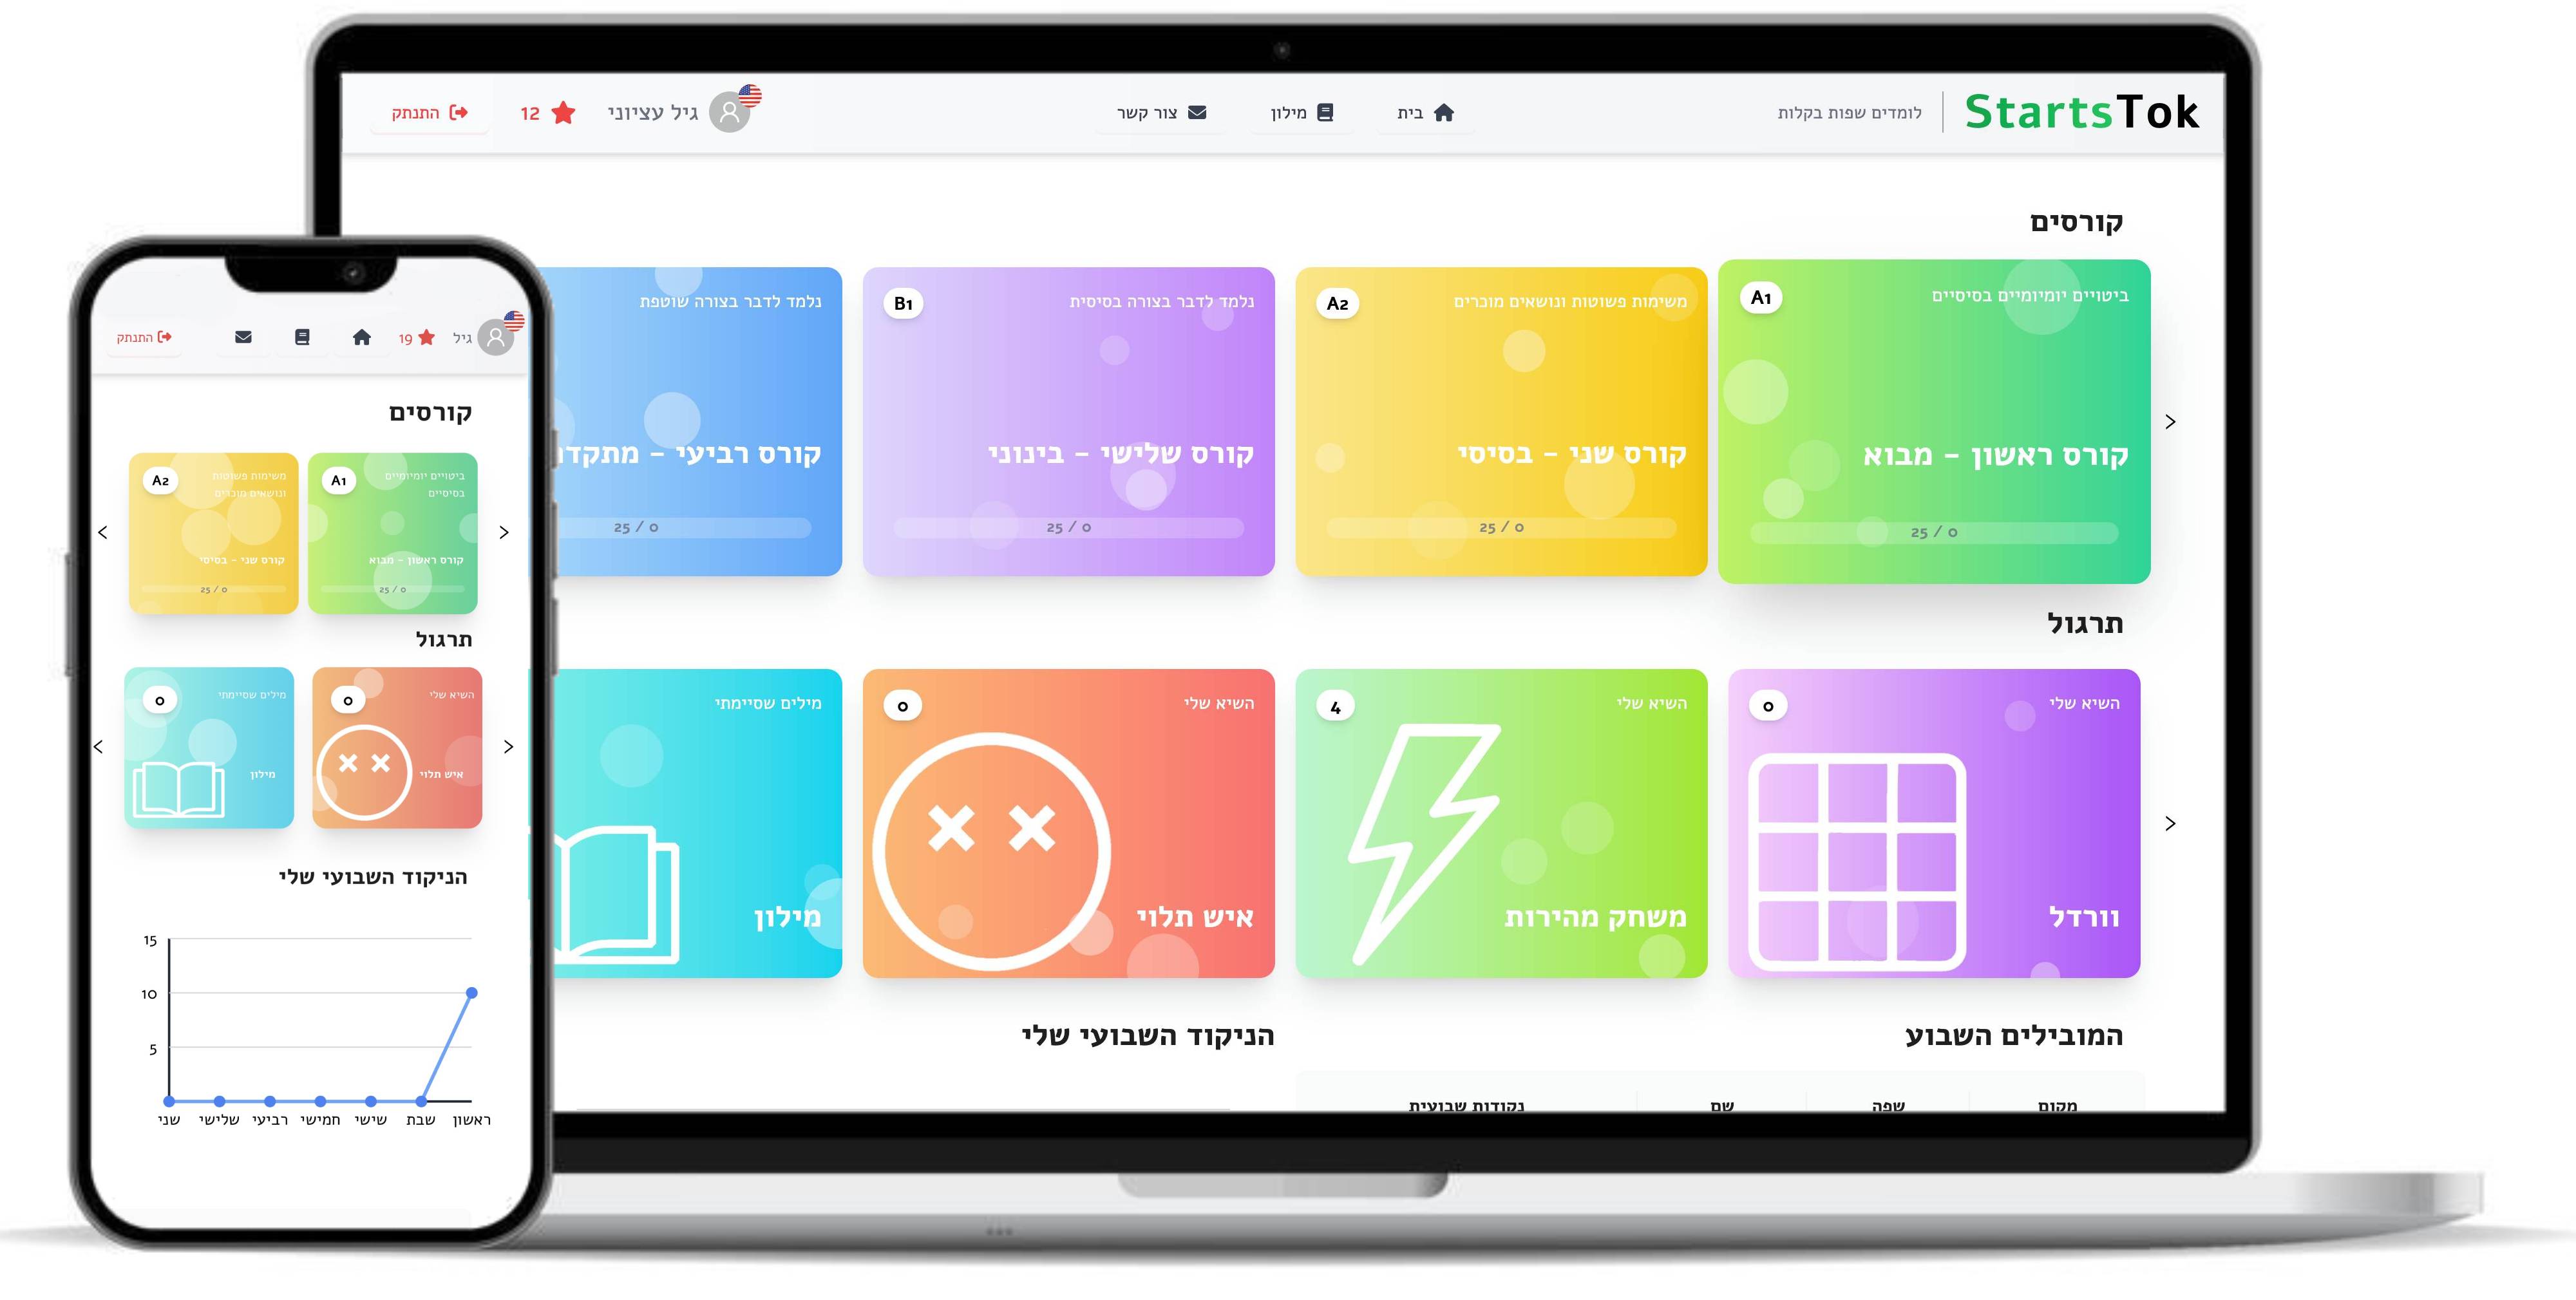 StartsTok
לומדים שפות בקלות
בית
מילון
צור קשר
גיל עציוני
12
התנתק
קורסים
ביטויים יומיומיים בסיסיים
A1
קורס ראשון - מבוא
25 / 0
משימות פשוטות ונושאים מוכרים
A2
קורס שני - בסיסי
25 / 0
נלמד לדבר בצורה בסיסית
B1
קורס שלישי - בינוני
25 / 0
נלמד לדבר בצורה שוטפת
קורס רביעי - מתקדם
25 / 0
תרגול
השיא שלי
0
וורדל
השיא שלי
4
משחק מהירות
השיא שלי
0
איש תלוי
מילים שסיימתי
מילון
המובילים השבוע
הניקוד השבועי שלי
מקום
שפה
שם
נקודות שבועיות
גיל
19
התנתק
קורסים
ביטויים יומיומיים
בסיסיים
A1
קורס ראשון - מבוא
25 / 0
משימות פשוטות
ונושאים מוכרים
A2
קורס שני - בסיסי
25 / 0
תרגול
השיא שלי
0
איש תלוי
מילים שסיימתי
0
מילון
הניקוד השבועי שלי
15
10
5
שני שלישי רביעי חמישי שישי שבת ראשון